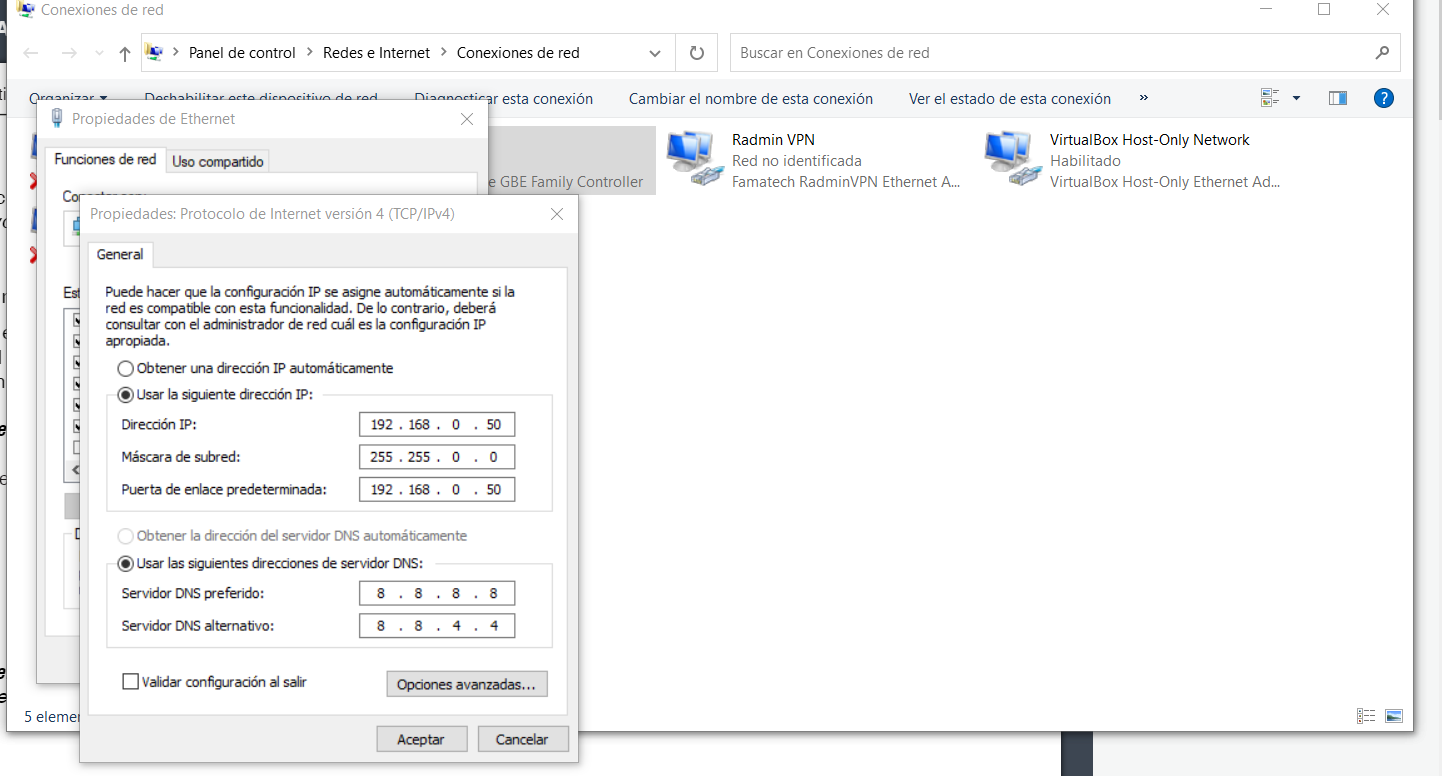 Conexiones de red
Panel de control > Redes e Internet > Conexiones de red
Buscar en Conexiones de red
Organizar
Deshabilitar este dispositivo de red
Diagnosticar esta conexión
Cambiar el nombre de esta conexión
Ver el estado de esta conexión
»
?
Propiedades de Ethernet
Funciones de red
Uso compartido
GBE Family Controller
Radmin VPN
Red no identificada
Famatech RadminVPN Ethernet A...
VirtualBox Host-Only Network
Habilitado
VirtualBox Host-Only Ethernet Ad...
Propiedades: Protocolo de Internet versión 4 (TCP/IPv4)
General
Puede hacer que la configuración IP se asigne automáticamente si la
red es compatible con esta funcionalidad. De lo contrario, deberá
consultar con el administrador de red cuál es la configuración IP
apropiada.
Obtener una dirección IP automáticamente
Usar la siguiente dirección IP:
Dirección IP: 192 . 168 . 0 . 50
Máscara de subred: 255 . 255 . 0 . 0
Puerta de enlace predeterminada: 192 . 168 . 0 . 50
Obtener la dirección del servidor DNS automáticamente
Usar las siguientes direcciones de servidor DNS:
Servidor DNS preferido: 8 . 8 . 8 . 8
Servidor DNS alternativo: 8 . 8 . 4 . 4
Validar configuración al salir
Opciones avanzadas...
Aceptar
Cancelar